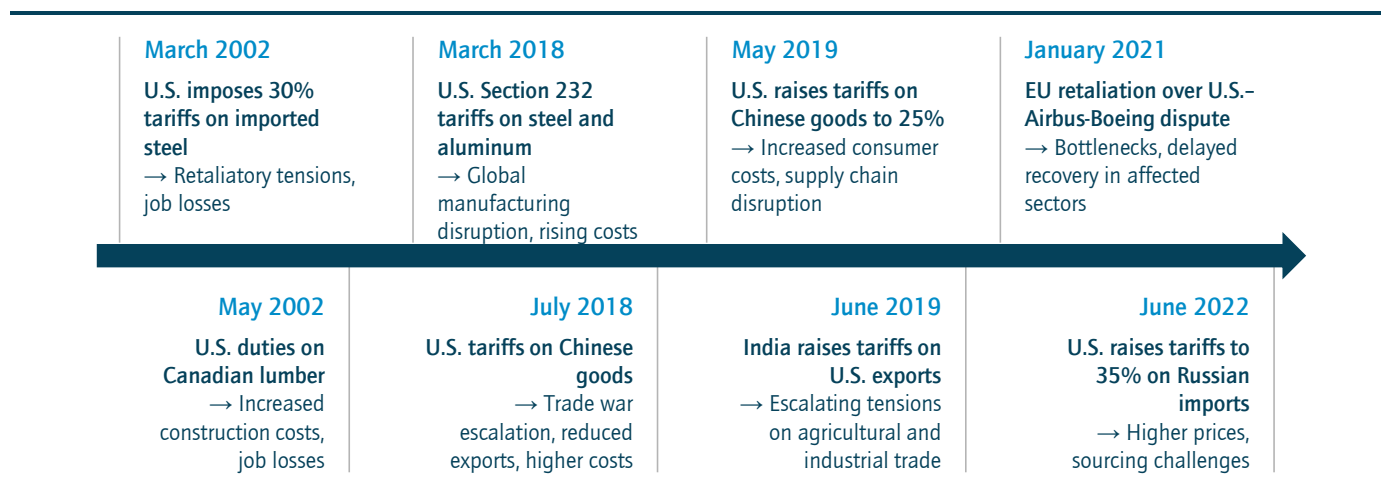 March 2002
U.S. imposes 30%
tariffs on imported
steel
→ Retaliatory tensions,
job losses
March 2018
U.S. Section 232
tariffs on steel and
aluminum
→ Global
manufacturing
disruption, rising costs
May 2019
U.S. raises tariffs on
Chinese goods to 25%
→ Increased consumer
costs, supply chain
disruption
January 2021
EU retaliation over U.S.–
Airbus-Boeing dispute
→ Bottlenecks, delayed
recovery in affected
sectors
May 2002
U.S. duties on
Canadian lumber
→ Increased
construction costs,
job losses
July 2018
U.S. tariffs on Chinese
goods
→ Trade war
escalation, reduced
exports, higher costs
June 2019
India raises tariffs on
U.S. exports
→ Escalating tensions
on agricultural and
industrial trade
June 2022
U.S. raises tariffs to
35% on Russian
imports
→ Higher prices,
sourcing challenges